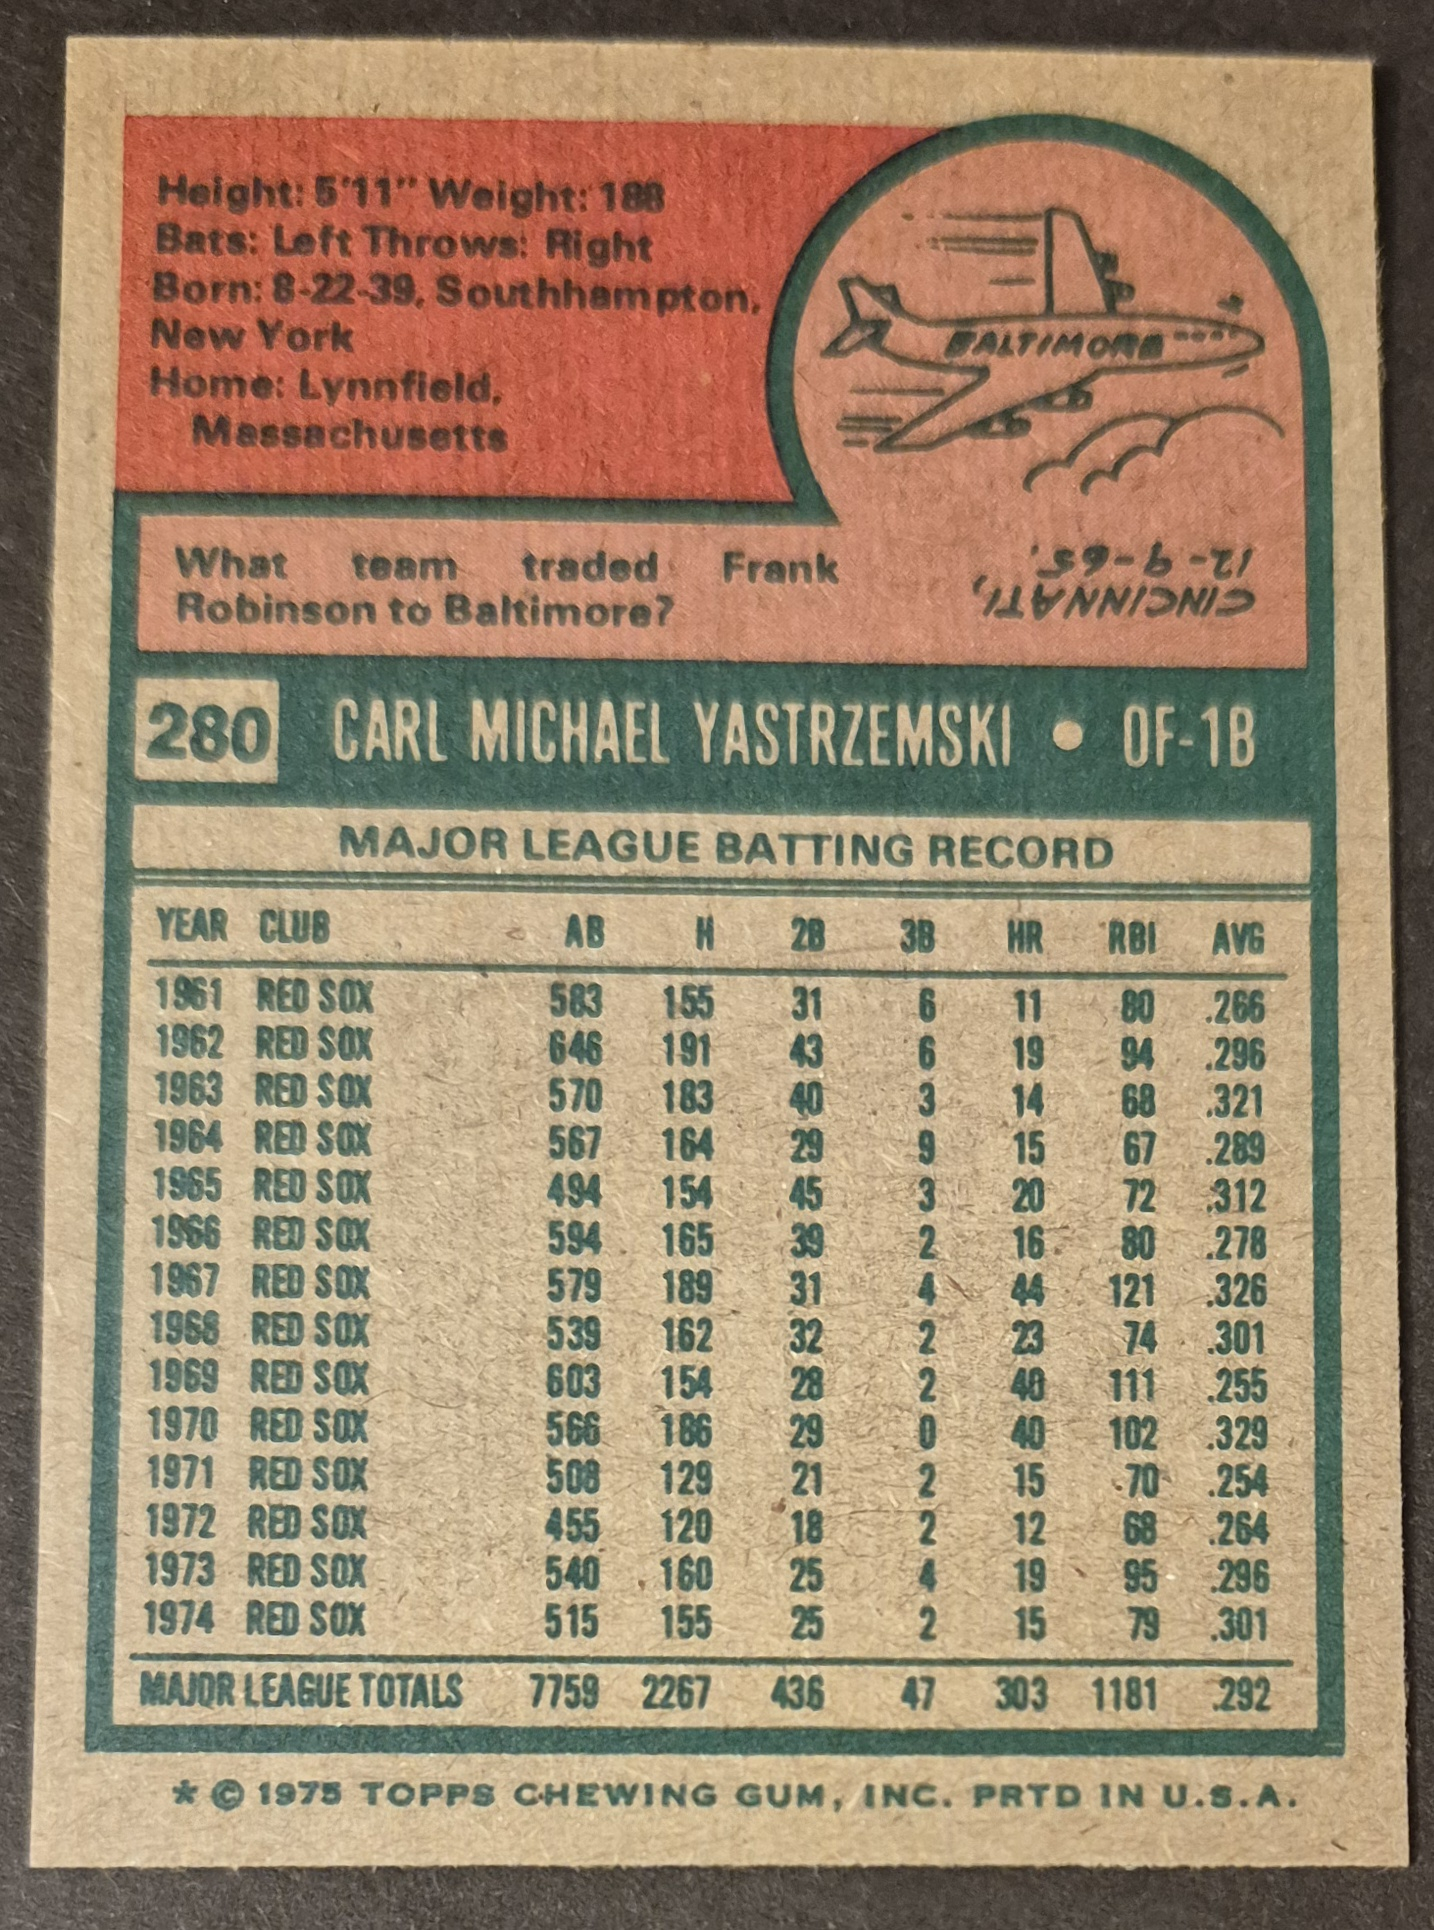 Height: 5'11" Weight: 188
Bats: Left Throws: Right
Born: 8-22-39, Southhampton,
New York
Home: Lynnfield,
Massachusetts
BALTIMORE
What team traded Frank
Robinson to Baltimore?
CINCINNATI,
12-9-65.
280 CARL MICHAEL YASTRZEMSKI • OF-1B
MAJOR LEAGUE BATTING RECORD
YEAR CLUB AB H 2B 3B HR RBI AVG
1961 RED SOX 583 155 31 6 11 80 .266
1962 RED SOX 646 191 43 6 19 94 .296
1963 RED SOX 570 183 40 3 14 68 .321
1964 RED SOX 567 164 29 9 15 67 .289
1965 RED SOX 494 154 45 3 20 72 .312
1966 RED SOX 594 165 39 2 16 80 .278
1967 RED SOX 579 189 31 4 44 121 .326
1968 RED SOX 539 162 32 2 23 74 .301
1969 RED SOX 603 154 28 2 40 111 .255
1970 RED SOX 566 186 29 0 40 102 .329
1971 RED SOX 508 129 21 2 15 70 .254
1972 RED SOX 455 120 18 2 12 68 .264
1973 RED SOX 540 160 25 4 19 95 .296
1974 RED SOX 515 155 25 2 15 79 .301
MAJOR LEAGUE TOTALS 7759 2267 436 47 303 1181 .292
* © 1975 TOPPS CHEWING GUM, INC. PRTD IN U.S.A.